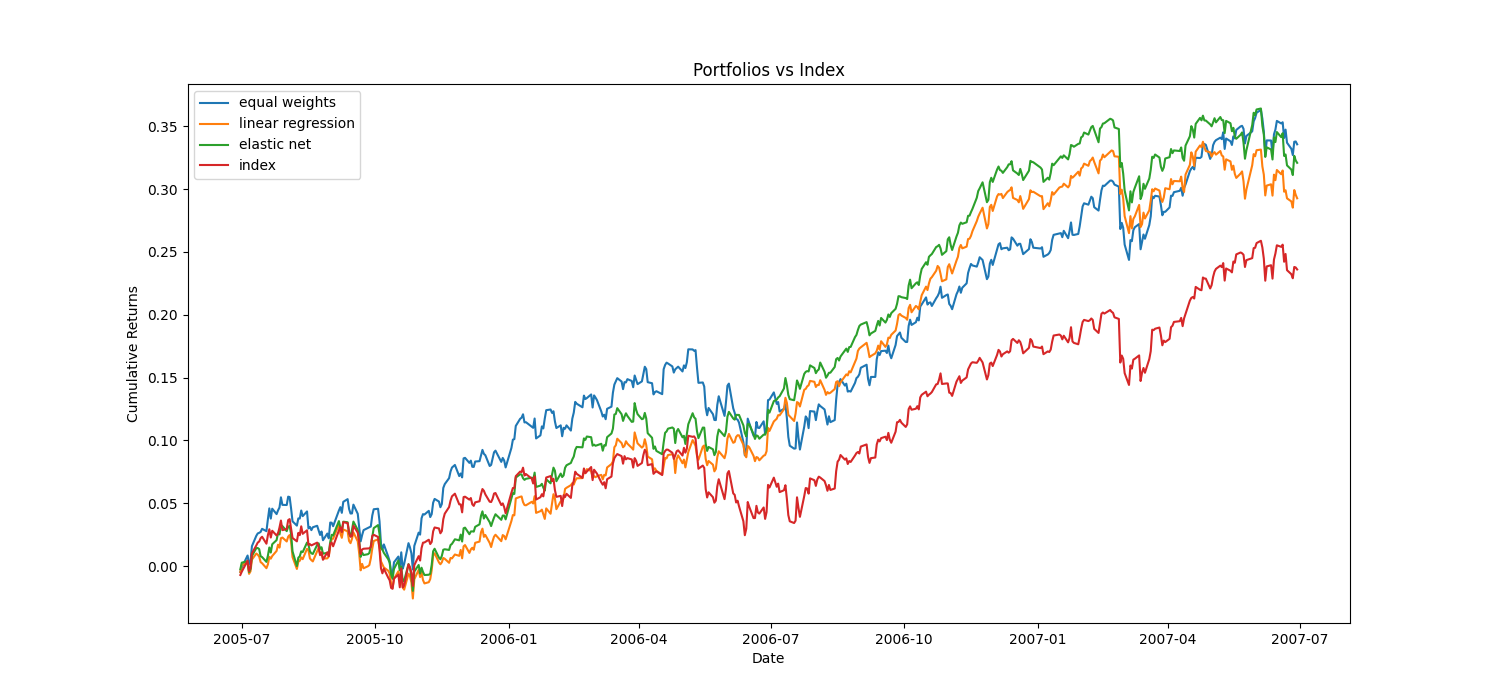 Portfolios vs Index
equal weights
linear regression
elastic net
index
Cumulative Returns
0.35
0.30
0.25
0.20
0.15
0.10
0.05
0.00
2005-07 2005-10 2006-01 2006-04 2006-07 2006-10 2007-01 2007-04 2007-07
Date